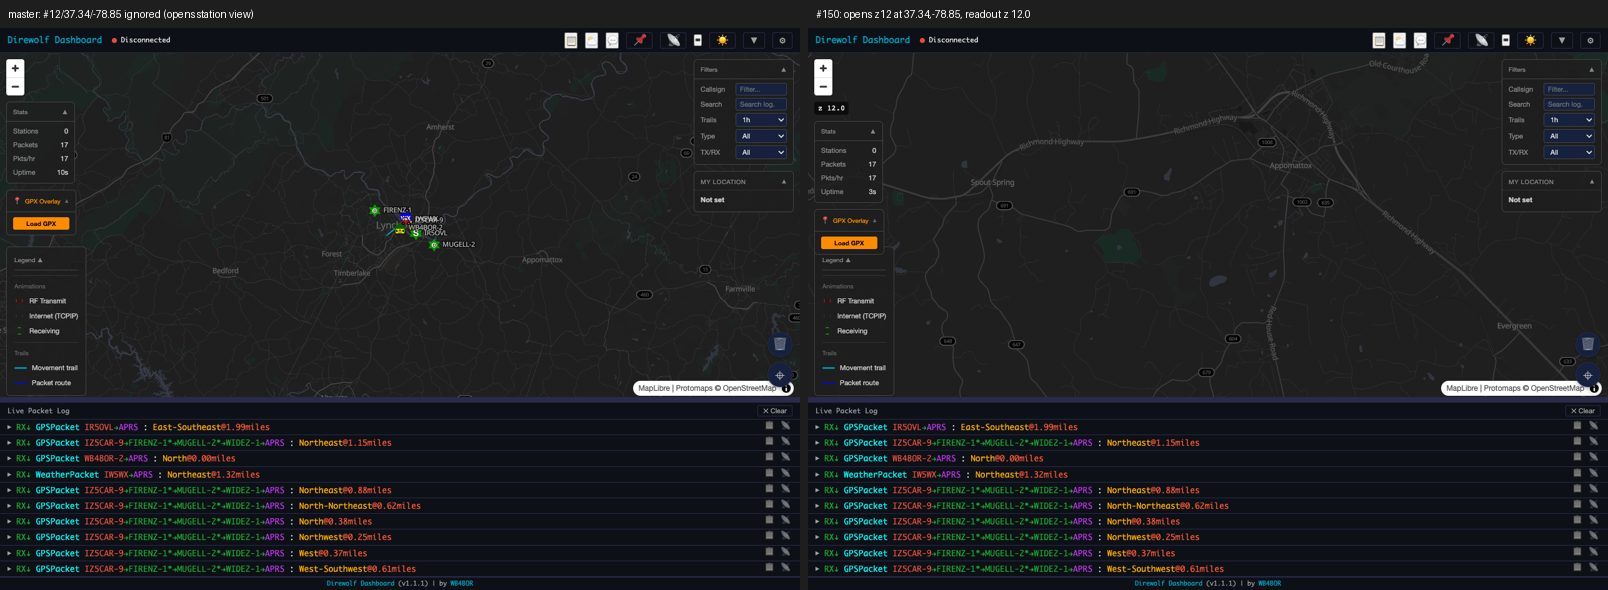 master: #12/37.34/-78.85 ignored (opens station view)
Direwolf Dashboard
Disconnected
+
−
Stats
Stations 0
Packets 17
Pkts/hr 17
Uptime 10s
GPX Overlay
Load GPX
Legend
Animations
RF Transmit
Internet (TCPIP)
Receiving
Trails
Movement trail
Packet route
Filters
Callsign Filter...
Search Search log.
Trails 1h
Type All
TX/RX All
MY LOCATION
Not set
Amherst
FIRENZ-1
WB4BOR-2
IR5OVL
MUGELL-2
Forest
Timberlake
Bedford
Appomattox
Farmville
24
460
MapLibre | Protomaps © OpenStreetMap
Live Packet Log
✕ Clear
▸ RX↓ GPSPacket IR5OVL→APRS : East-Southeast@1.99miles
▸ RX↓ GPSPacket IZ5CAR-9→FIRENZ-1*→MUGELL-2*→WIDE2-1→APRS : Northeast@1.15miles
▸ RX↓ GPSPacket WB4BOR-2→APRS : North@0.00miles
▸ RX↓ WeatherPacket IW5WX→APRS : Northeast@1.32miles
▸ RX↓ GPSPacket IZ5CAR-9→FIRENZ-1*→MUGELL-2*→WIDE2-1→APRS : Northeast@0.88miles
▸ RX↓ GPSPacket IZ5CAR-9→FIRENZ-1*→MUGELL-2*→WIDE2-1→APRS : North-Northeast@0.62miles
▸ RX↓ GPSPacket IZ5CAR-9→FIRENZ-1*→MUGELL-2*→WIDE2-1→APRS : North@0.38miles
▸ RX↓ GPSPacket IZ5CAR-9→FIRENZ-1*→MUGELL-2*→WIDE2-1→APRS : Northwest@0.25miles
▸ RX↓ GPSPacket IZ5CAR-9→FIRENZ-1*→MUGELL-2*→WIDE2-1→APRS : West@0.37miles
▸ RX↓ GPSPacket IZ5CAR-9→FIRENZ-1*→MUGELL-2*→WIDE2-1→APRS : West-Southwest@0.61miles
Direwolf Dashboard (v1.1.1) | by WB4BOR
#150: opens z12 at 37.34,-78.85, readout z 12.0
Direwolf Dashboard
Disconnected
+
−
z 12.0
Stats
Stations 0
Packets 17
Pkts/hr 17
Uptime 3s
GPX Overlay
Load GPX
Legend
Animations
RF Transmit
Internet (TCPIP)
Receiving
Trails
Movement trail
Packet route
Filters
Callsign Filter...
Search Search log.
Trails 1h
Type All
TX/RX All
MY LOCATION
Not set
Old Courthouse Road
Richmond Highway
Richmond Highway
Richmond Highway
Appomattox
Spout Spring
Red House Road
Evergreen
MapLibre | Protomaps © OpenStreetMap
Live Packet Log
✕ Clear
▸ RX↓ GPSPacket IR5OVL→APRS : East-Southeast@1.99miles
▸ RX↓ GPSPacket IZ5CAR-9→FIRENZ-1*→MUGELL-2*→WIDE2-1→APRS : Northeast@1.15miles
▸ RX↓ GPSPacket WB4BOR-2→APRS : North@0.00miles
▸ RX↓ WeatherPacket IW5WX→APRS : Northeast@1.32miles
▸ RX↓ GPSPacket IZ5CAR-9→FIRENZ-1*→MUGELL-2*→WIDE2-1→APRS : Northeast@0.88miles
▸ RX↓ GPSPacket IZ5CAR-9→FIRENZ-1*→MUGELL-2*→WIDE2-1→APRS : North-Northeast@0.62miles
▸ RX↓ GPSPacket IZ5CAR-9→FIRENZ-1*→MUGELL-2*→WIDE2-1→APRS : North@0.38miles
▸ RX↓ GPSPacket IZ5CAR-9→FIRENZ-1*→MUGELL-2*→WIDE2-1→APRS : Northwest@0.25miles
▸ RX↓ GPSPacket IZ5CAR-9→FIRENZ-1*→MUGELL-2*→WIDE2-1→APRS : West@0.37miles
▸ RX↓ GPSPacket IZ5CAR-9→FIRENZ-1*→MUGELL-2*→WIDE2-1→APRS : West-Southwest@0.61miles
Direwolf Dashboard (v1.1.1) | by WB4BOR